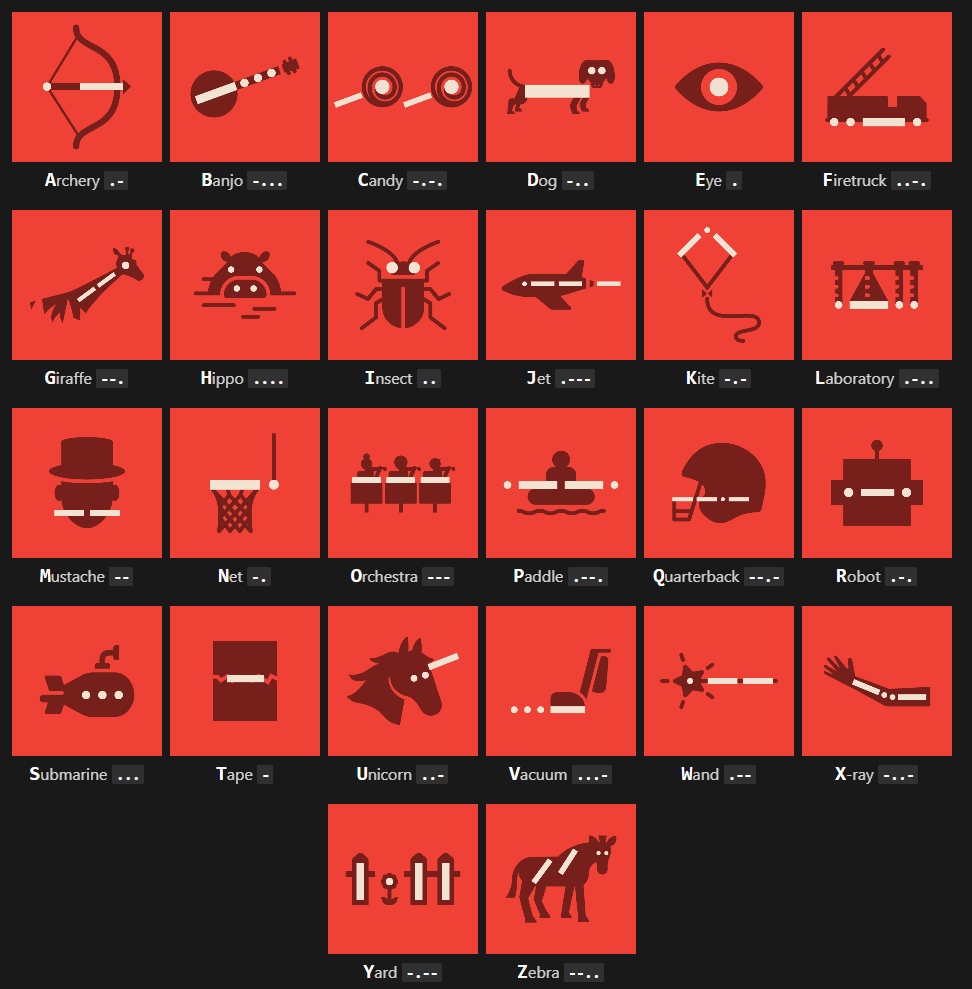 Archery .- Banjo -... Candy -.-. Dog -.. Eye . Firetruck ..-.
Giraffe --. Hippo .... Insect .. Jet .--- Kite -.- Laboratory .-..
Mustache -- Net -. Orchestra --- Paddle .--. Quarterback --.- Robot .-.
Submarine ... Tape - Unicorn ..- Vacuum ...- Wand .-- X-ray -..-
Yard -.-- Zebra --..